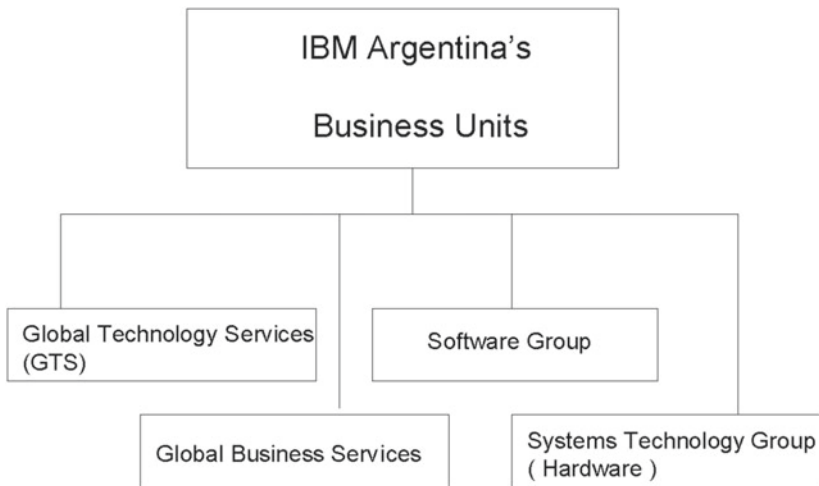 IBM Argentina's
Business Units
Global Technology Services
(GTS)
Software Group
Global Business Services
Systems Technology Group
( Hardware )